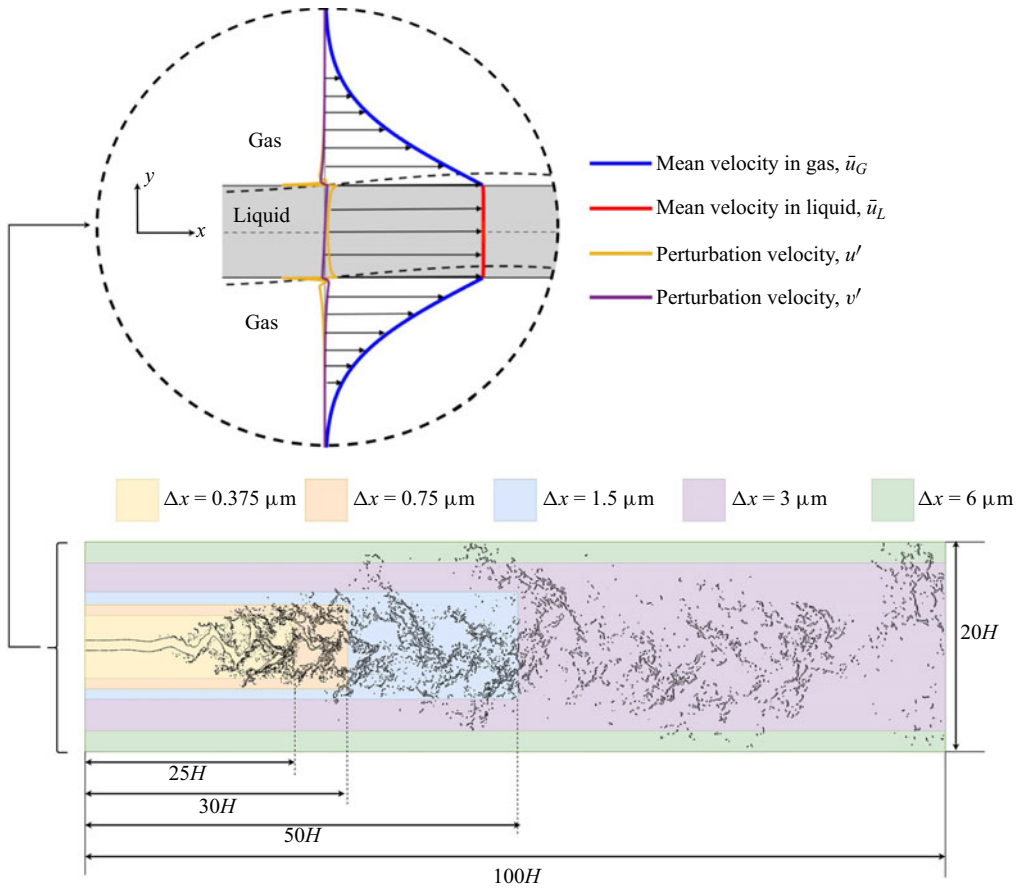 Gas
y
Liquid
x
Gas
Mean velocity in gas, ūG
Mean velocity in liquid, ūL
Perturbation velocity, u′
Perturbation velocity, v′
Δx = 0.375 μm
Δx = 0.75 μm
Δx = 1.5 μm
Δx = 3 μm
Δx = 6 μm
20H
25H
30H
50H
100H